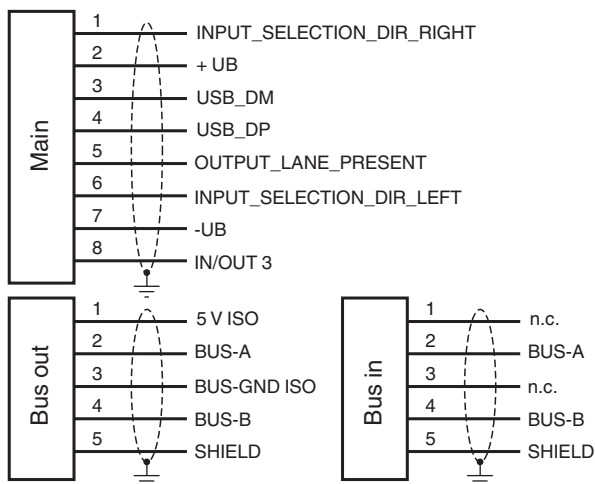 Main
1 INPUT_SELECTION_DIR_RIGHT
2 + UB
3 USB_DM
4 USB_DP
5 OUTPUT_LANE_PRESENT
6 INPUT_SELECTION_DIR_LEFT
7 -UB
8 IN/OUT 3
Bus out
1 5 V ISO
2 BUS-A
3 BUS-GND ISO
4 BUS-B
5 SHIELD
Bus in
1 n.c.
2 BUS-A
3 n.c.
4 BUS-B
5 SHIELD